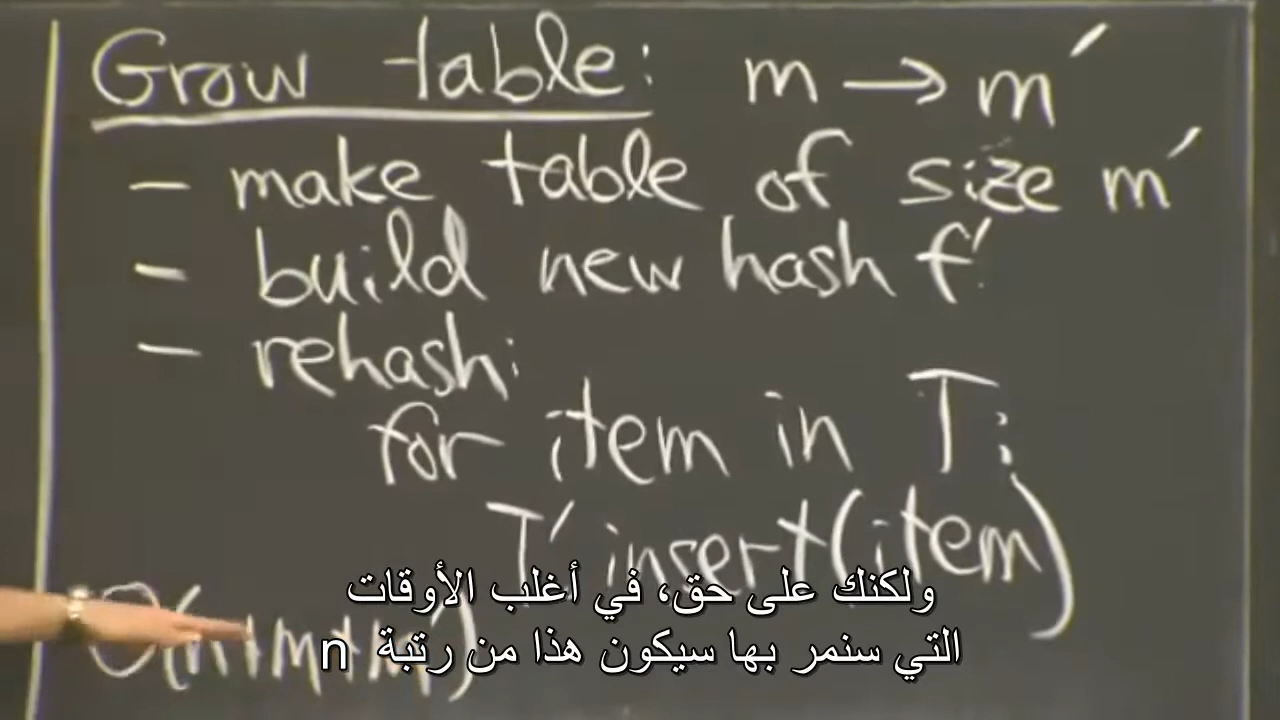 Grow table: m → m′
– make table of size m′
– build new hash f′
– rehash:
for item in T:
T′ insert(item)
ولكنك على حق، في أغلب الأوقات
التي سنمر بها سيكون هذا من رتبة n